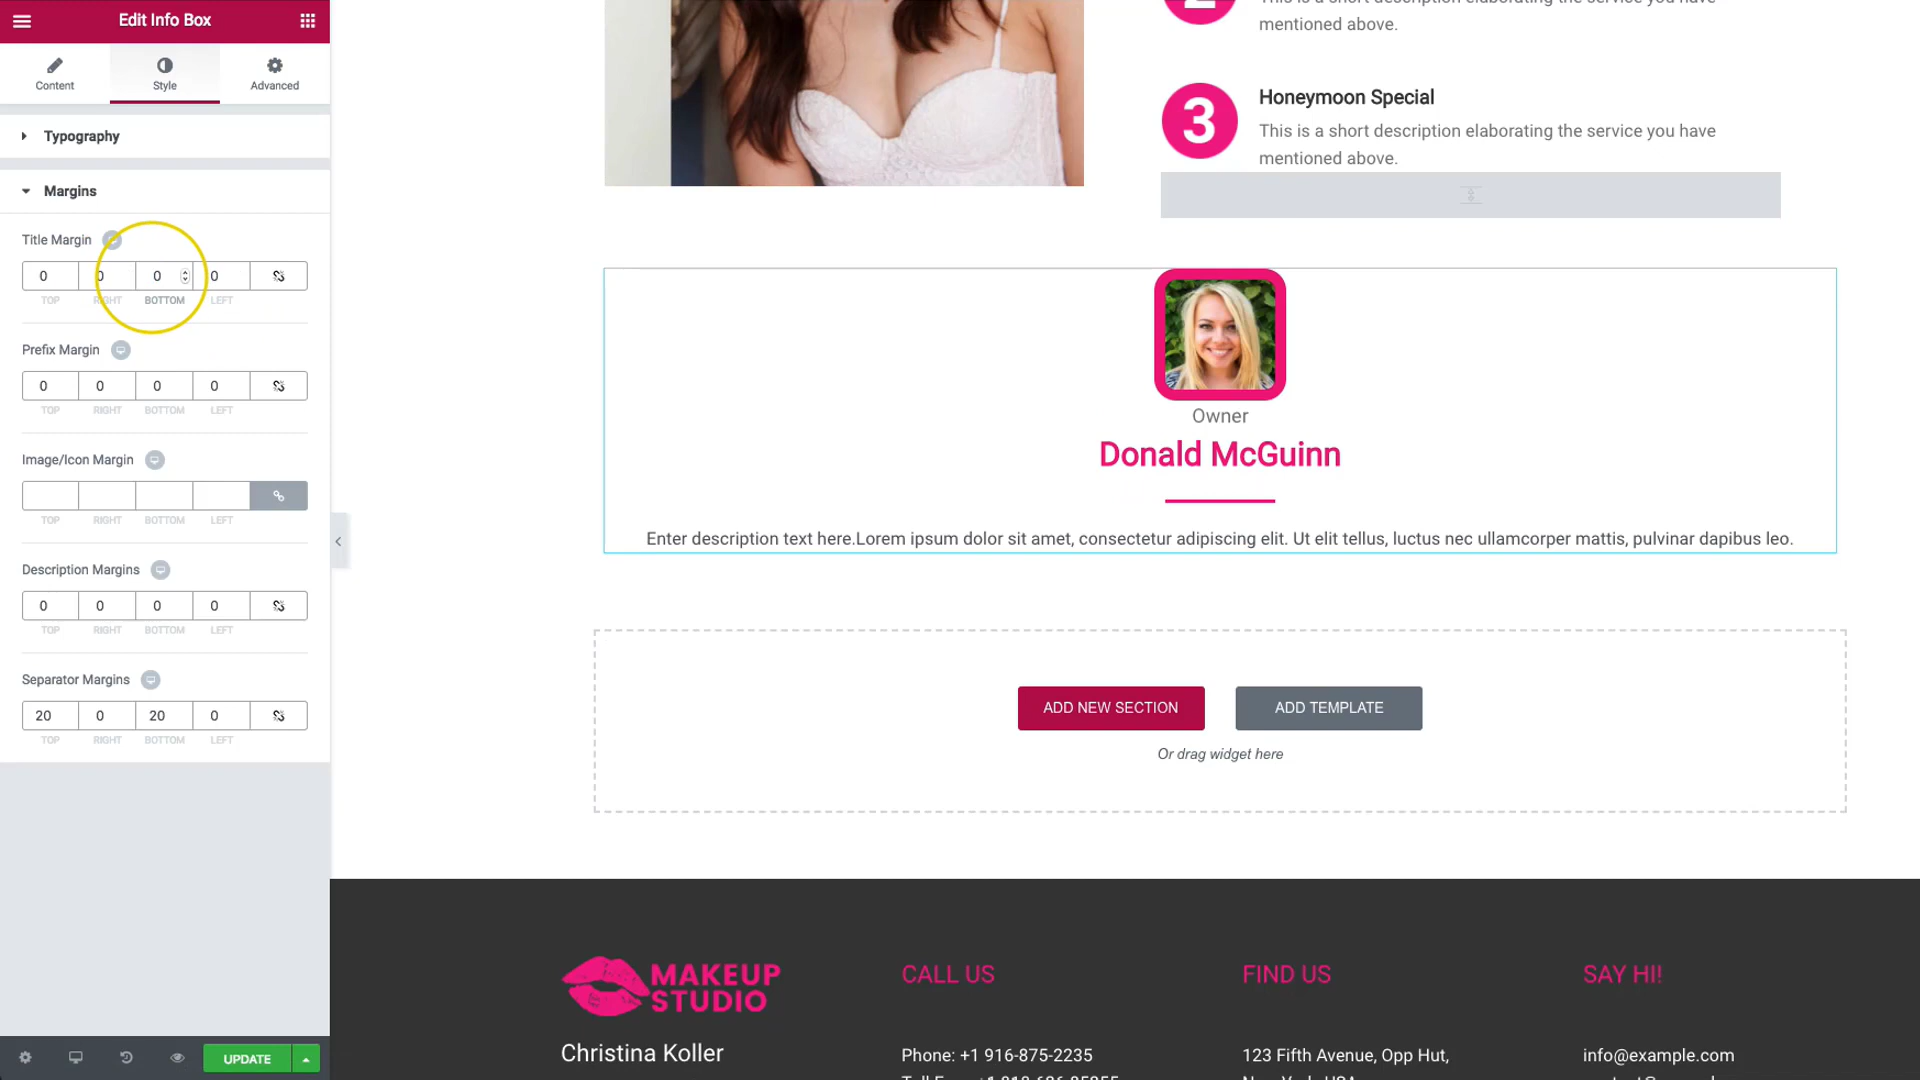 Edit Info Box
Content
Style
Advanced
Typography
Margins
Title Margin
0 0 0 0
TOP RIGHT BOTTOM LEFT
Prefix Margin
0 0 0 0
TOP RIGHT BOTTOM LEFT
Image/Icon Margin
TOP RIGHT BOTTOM LEFT
Description Margins
0 0 0 0
TOP RIGHT BOTTOM LEFT
Separator Margins
20 0 20 0
TOP RIGHT BOTTOM LEFT
UPDATE
mentioned above.
3
Honeymoon Special
This is a short description elaborating the service you have
mentioned above.
Owner
Donald McGuinn
Enter description text here.Lorem ipsum dolor sit amet, consectetur adipiscing elit. Ut elit tellus, luctus nec ullamcorper mattis, pulvinar dapibus leo.
ADD NEW SECTION
ADD TEMPLATE
Or drag widget here
MAKEUP
STUDIO
Christina Koller
CALL US
Phone: +1 916-875-2235
FIND US
123 Fifth Avenue, Opp Hut,
SAY HI!
info@example.com